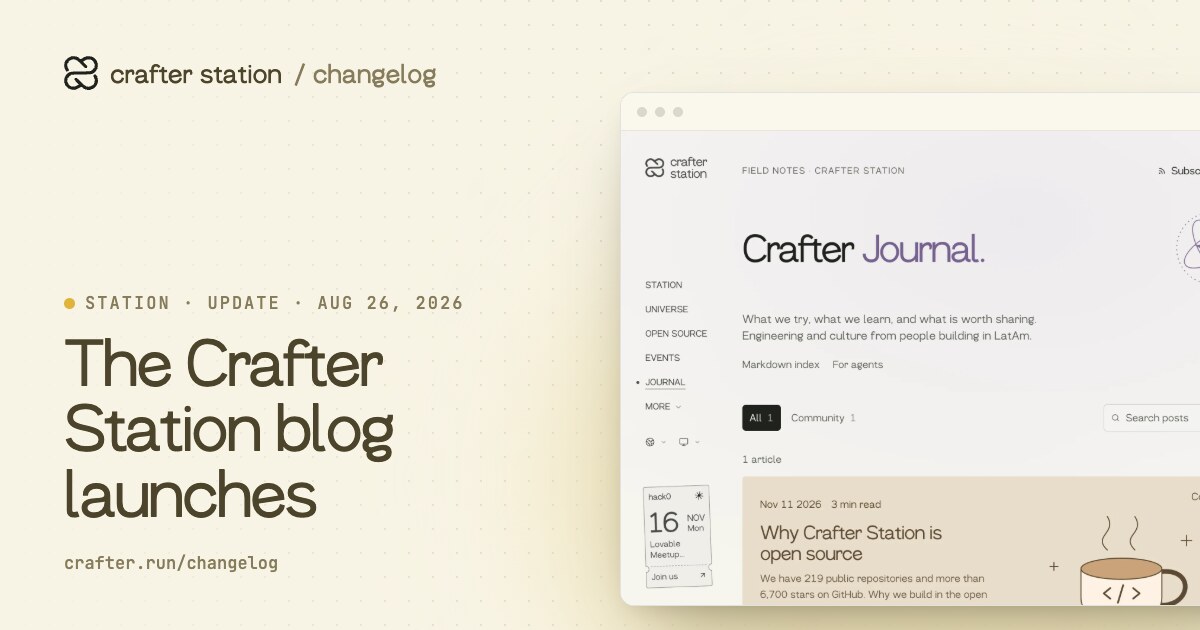 crafter station / changelog
STATION · UPDATE · AUG 26, 2026
The Crafter
Station blog
launches
crafter.run/changelog
crafter
station
FIELD NOTES · CRAFTER STATION
Crafter Journal.
What we try, what we learn, and what is worth sharing.
Engineering and culture from people building in LatAm.
Markdown index For agents
STATION
UNIVERSE
OPEN SOURCE
EVENTS
JOURNAL
MORE
All 1 Community 1
Search posts
1 article
hack0
16 NOV
Mon
Lovable
Meetup...
Join us
Nov 11 2026 3 min read
Why Crafter Station is
open source
We have 219 public repositories and more than
6,700 stars on GitHub. Why we build in the open